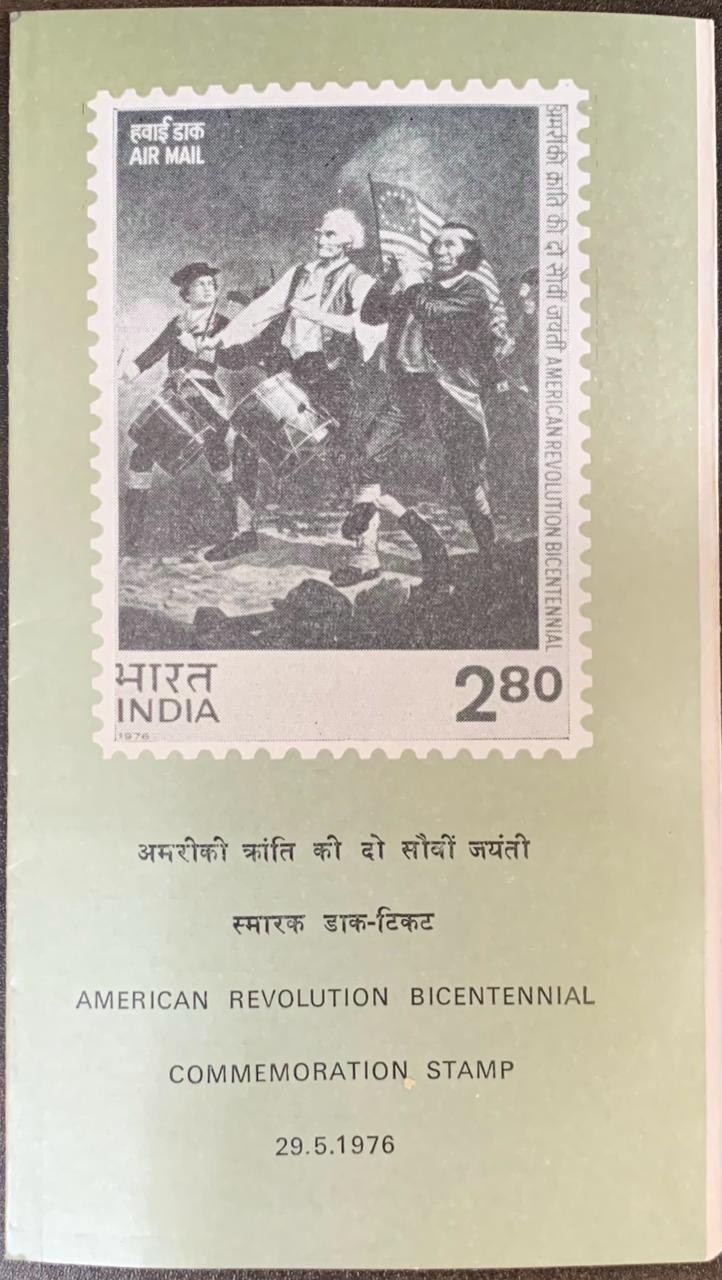 हवाई डाक
AIR MAIL
अमरीकी क्रांति की दो सौवीं जयंती AMERICAN REVOLUTION BICENTENNIAL
भारत
INDIA
2 80
1976
अमरीकी क्रांति की दो सौवीं जयंती
स्मारक डाक-टिकट
AMERICAN REVOLUTION BICENTENNIAL
COMMEMORATION STAMP
29.5.1976